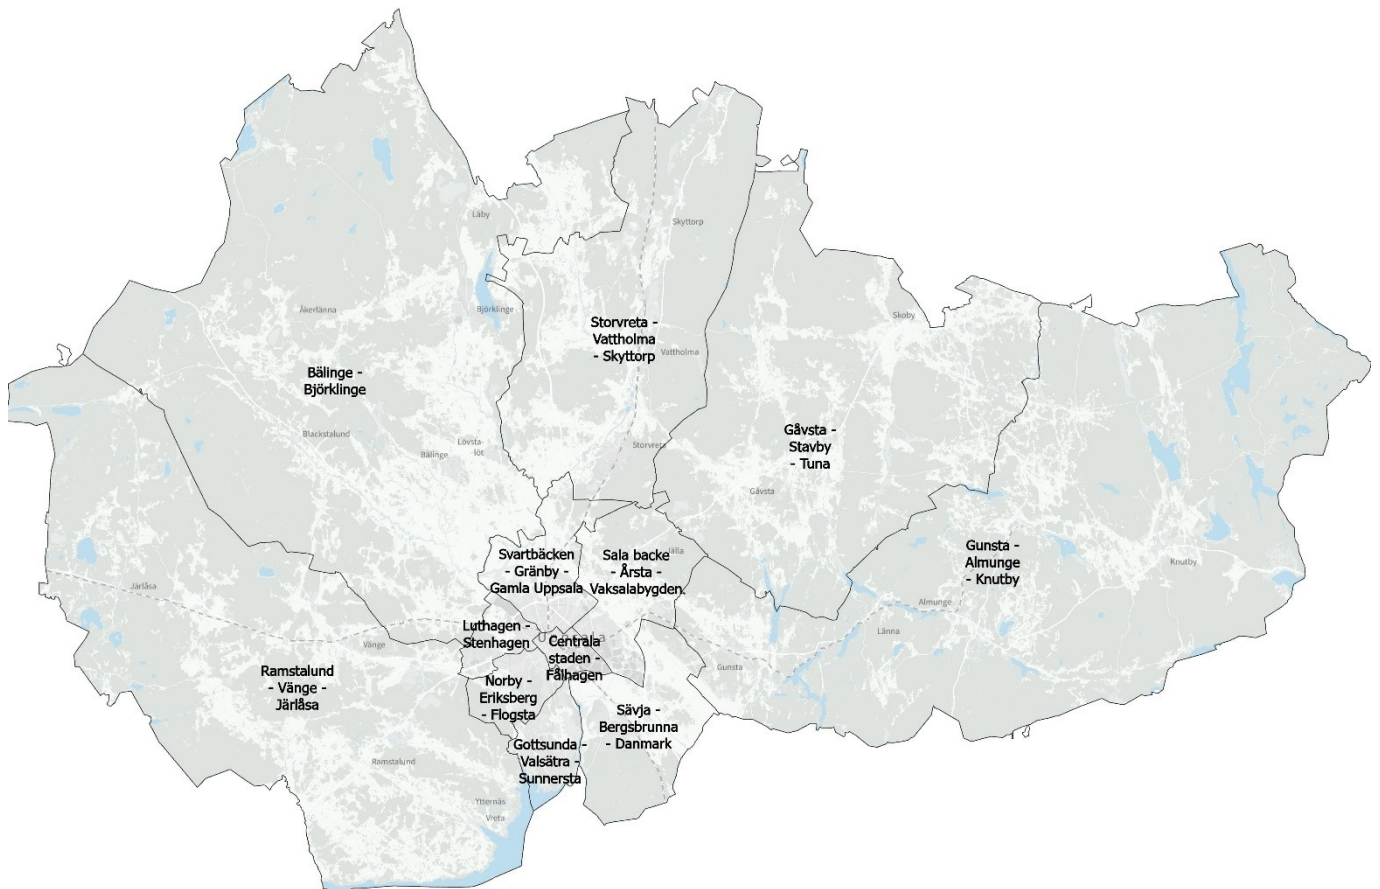 Läby
Skyttorp
Åkerlänna
Björklinge
Skoby
Storvreta -
Vattholma
- Skyttorp
Vattholma
Bälinge -
Björklinge
Blackstalund
Lövsta-
löt
Bälinge
Storvreta
Gåvsta -
Stavby
- Tuna
Gåvsta
Gunsta -
Almunge
- Knutby
Knutby
Svartbäcken
- Gränby -
Gamla Uppsala
Sala backe
- Årsta -
Vaksalabygden
Järlåsa
Almunge
Länna
Luthagen -
Stenhagen
Centrala
staden -
Fålhagen
Vänge
Gunsta
Ramstalund
- Vänge -
Järlåsa
Norby -
Eriksberg
- Flogsta
Sävja -
Bergsbrunna
- Danmark
Gottsunda -
Valsätra -
Sunnersta
Ramstalund
Ytternäs
Vreta